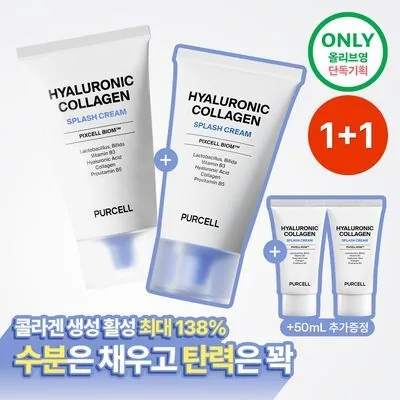 ONLY
올리브영
단독기획
1+1
HYALURONIC
COLLAGEN
SPLASH CREAM
PIXCELL BIOM™
Lactobacillus, Bifida
Vitamin B3
Hyaluronic Acid
Collagen
Provitamin B5
PURCELL
+
HYALURONIC
COLLAGEN
SPLASH CREAM
PIXCELL BIOM™
Lactobacillus, Bifida
Vitamin B3
Hyaluronic Acid
Collagen
Provitamin B5
PURCELL
+
HYALURONIC
COLLAGEN
SPLASH CREAM
PIXCELL BIOM™
PURCELL
HYALURONIC
COLLAGEN
SPLASH CREAM
PIXCELL BIOM™
PURCELL
+50mL 추가증정
콜라겐 생성 활성 최대 138%
수분은 채우고 탄력은 꽉